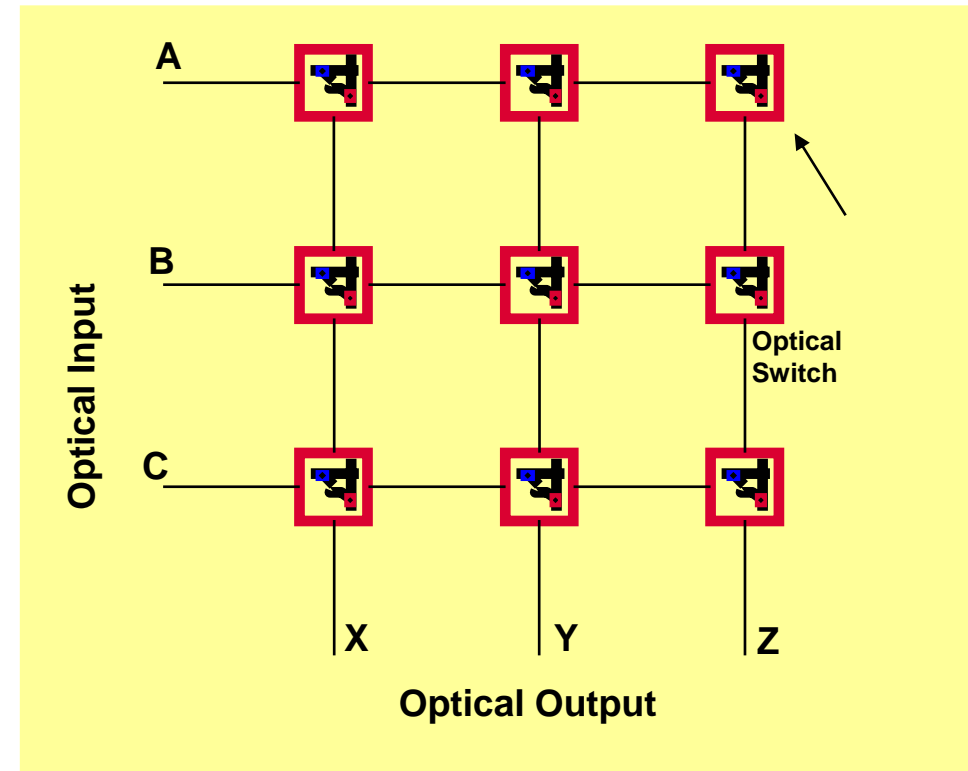 A
B
Optical Input
Optical
Switch
C
X Y Z
Optical Output